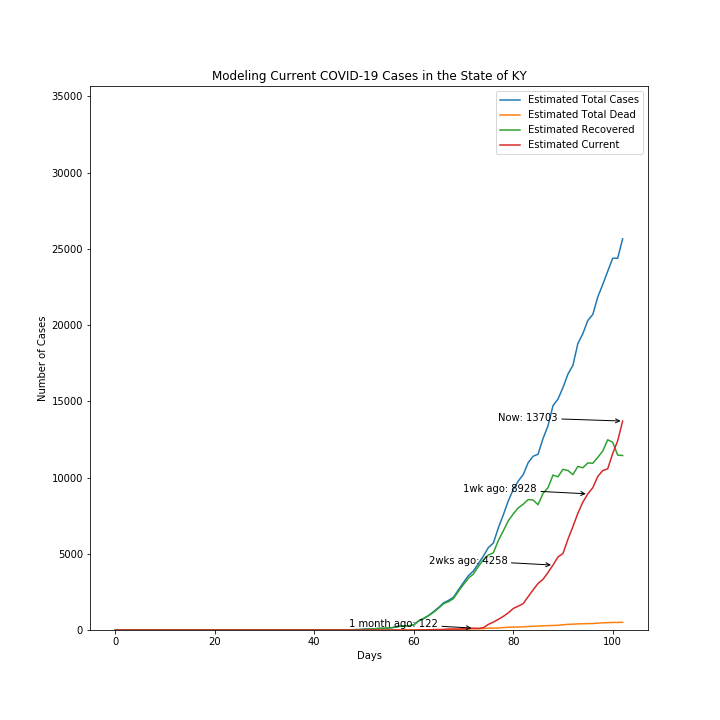 Modeling Current COVID-19 Cases in the State of KY
35000
30000
25000
20000
15000
10000
5000
0
Number of Cases
Estimated Total Cases
Estimated Total Dead
Estimated Recovered
Estimated Current
Now: 13703
1wk ago: 8928
2wks ago: 4258
1 month ago: 122
0 20 40 60 80 100
Days